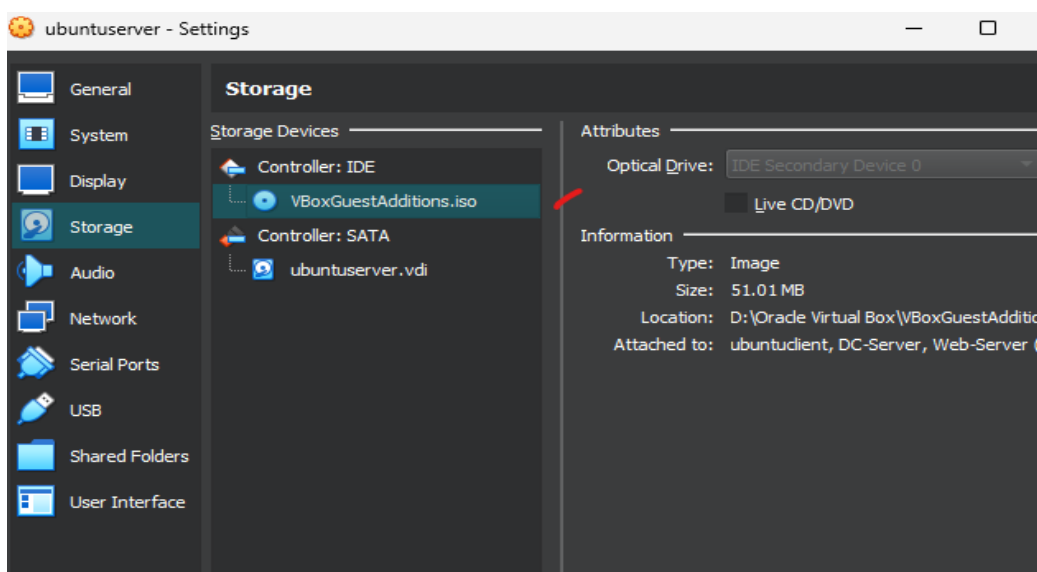 ubuntuserver - Settings
General
System
Display
Storage
Audio
Network
Serial Ports
USB
Shared Folders
User Interface
Storage
Storage Devices
Controller: IDE
VBoxGuestAdditions.iso
Controller: SATA
ubuntuserver.vdi
Attributes
Optical Drive: IDE Secondary Device 0
Live CD/DVD
Information
Type: Image
Size: 51.01 MB
Location: D:\Oracle Virtual Box\VBoxGuestAdditio
Attached to: ubuntuclient, DC-Server, Web-Server (